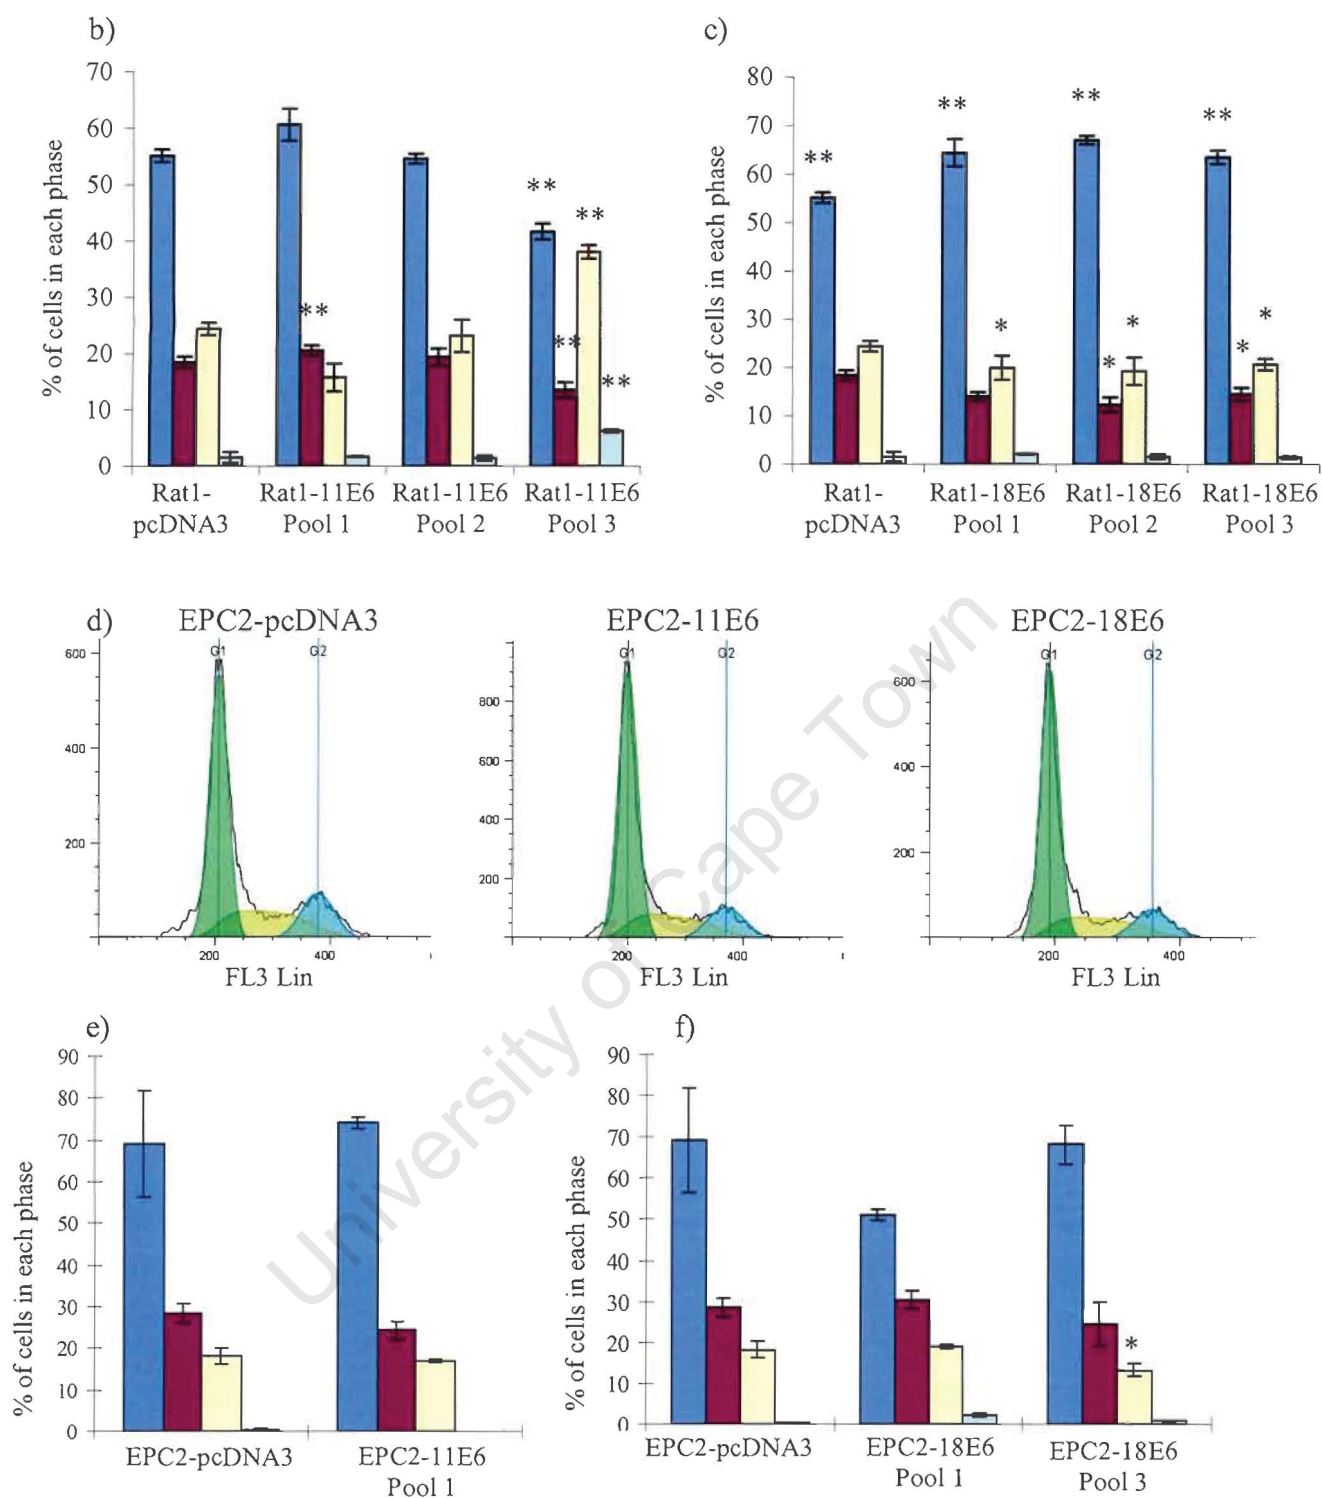 b)
c)
70
60
50
40
30
20
10
0
% of cells in each phase
**
**
**
**
**
Rat1-
pcDNA3
Rat1-11E6
Pool 1
Rat1-11E6
Pool 2
Rat1-11E6
Pool 3
80
70
60
50
40
30
20
10
0
% of cells in each phase
**
**
**
**
*
*
*
*
*
Rat1-
pcDNA3
Rat1-18E6
Pool 1
Rat1-18E6
Pool 2
Rat1-18E6
Pool 3
d)
EPC2-pcDNA3
G1
G2
600
400
200
200
400
FL3 Lin
EPC2-11E6
G1
G2
800
600
400
200
200
400
FL3 Lin
EPC2-18E6
G1
G2
600
400
200
200
400
FL3 Lin
e)
90
80
70
60
50
40
30
20
10
0
% of cells in each phase
EPC2-pcDNA3
EPC2-11E6
Pool 1
f)
90
80
70
60
50
40
30
20
10
0
% of cells in each phase
*
EPC2-pcDNA3
EPC2-18E6
Pool 1
EPC2-18E6
Pool 3
University of Cape Town